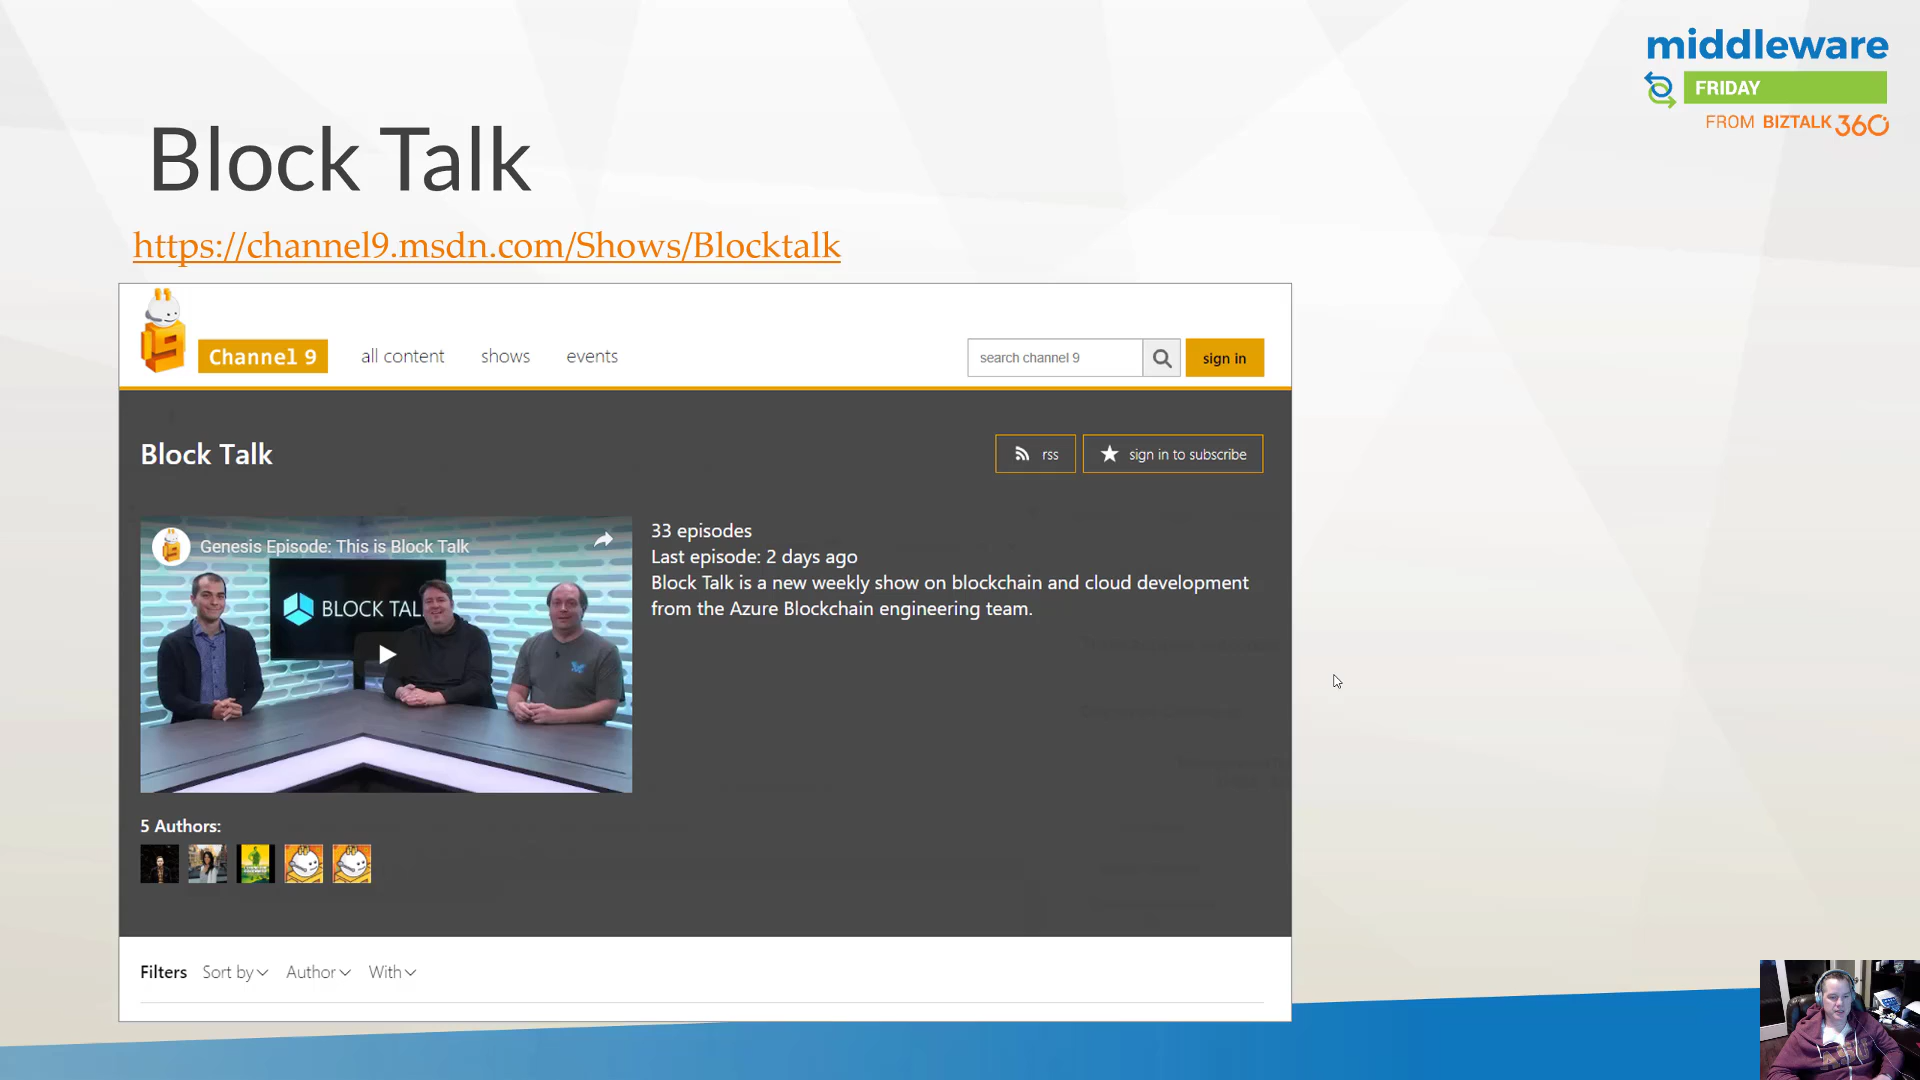 middleware
FRIDAY
FROM BIZTALK 360
Block Talk
https://channel9.msdn.com/Shows/Blocktalk
9
Channel 9
all content
shows
events
search channel 9
sign in
Block Talk
rss
sign in to subscribe
Genesis Episode: This is Block Talk
BLOCK TAL
33 episodes
Last episode: 2 days ago
Block Talk is a new weekly show on blockchain and cloud development
from the Azure Blockchain engineering team.
5 Authors:
Filters Sort by Author With